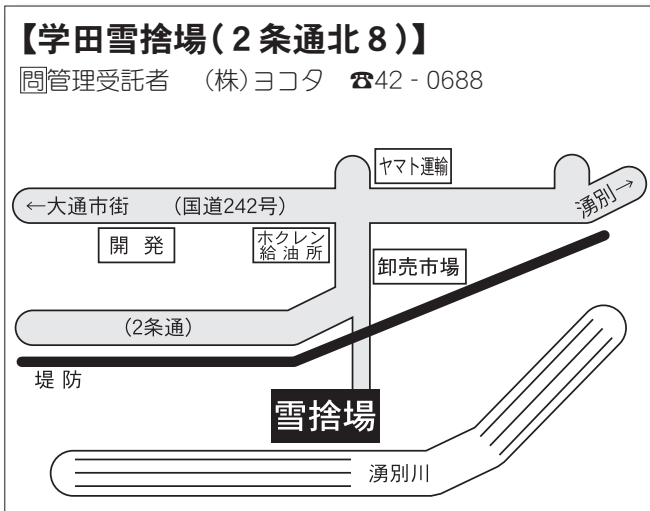 【学田雪捨場(2条通北8)】
問管理受託者　(株)ヨコタ　☎42 - 0688
ヤマト運輸
←大通市街　(国道242号)
湧別→
開 発
ホクレン
給 油 所
卸売市場
(2条通)
堤 防
雪捨場
湧別川